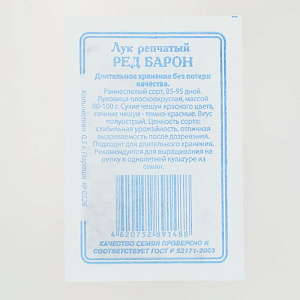 Лук репчатый
РЕД БАРОН
Длительное хранение без потери
качества.
Раннеспелый сорт, 85-95 дней.
Луковица плоскоокруглая, массой
80-100 г. Сухие чешуи красного цвета,
сочные чешуи - темно-красные. Вкус
полуострый. Ценность сорта:
стабильная урожайность, отличная
вызреваемость после дозревания.
Подходит для длительного хранения.
Рекомендуется для выращивания на
репку в однолетней культуре из
семян.
4620752891488
КАЧЕСТВО СЕМЯН ПРОВЕРЕНО И
СООТВЕТСТВУЕТ ГОСТ Р 52171-2003